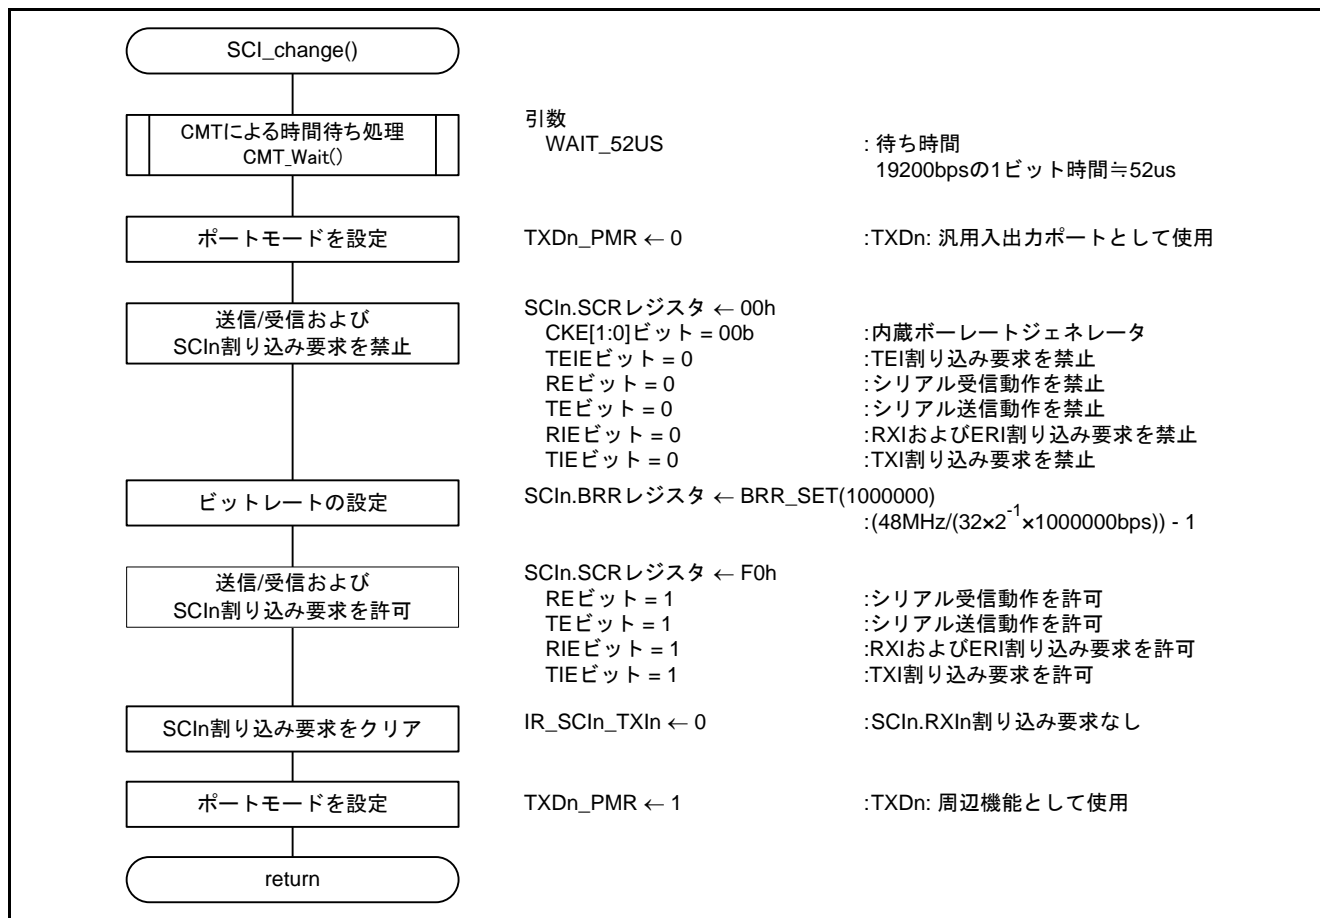 SCI_change()
CMTによる時間待ち処理
CMT_Wait()
引数
WAIT_52US :待ち時間
19200bpsの1ビット時間≒52us
ポートモードを設定
TXDn_PMR ← 0 :TXDn: 汎用入出力ポートとして使用
送信/受信および
SCIn割り込み要求を禁止
SCIn.SCRレジスタ ← 00h
CKE[1:0]ビット = 00b :内蔵ボーレートジェネレータ
TEIEビット = 0 :TEI割り込み要求を禁止
REビット = 0 :シリアル受信動作を禁止
TEビット = 0 :シリアル送信動作を禁止
RIEビット = 0 :RXIおよびERI割り込み要求を禁止
TIEビット = 0 :TXI割り込み要求を禁止
ビットレートの設定
SCIn.BRRレジスタ ← BRR_SET(1000000)
:(48MHz/(32×2^-1×1000000bps)) - 1
送信/受信および
SCIn割り込み要求を許可
SCIn.SCRレジスタ ← F0h
REビット = 1 :シリアル受信動作を許可
TEビット = 1 :シリアル送信動作を許可
RIEビット = 1 :RXIおよびERI割り込み要求を許可
TIEビット = 1 :TXI割り込み要求を許可
SCIn割り込み要求をクリア
IR_SCIn_TXIn ← 0 :SCIn.RXIn割り込み要求なし
ポートモードを設定
TXDn_PMR ← 1 :TXDn: 周辺機能として使用
return